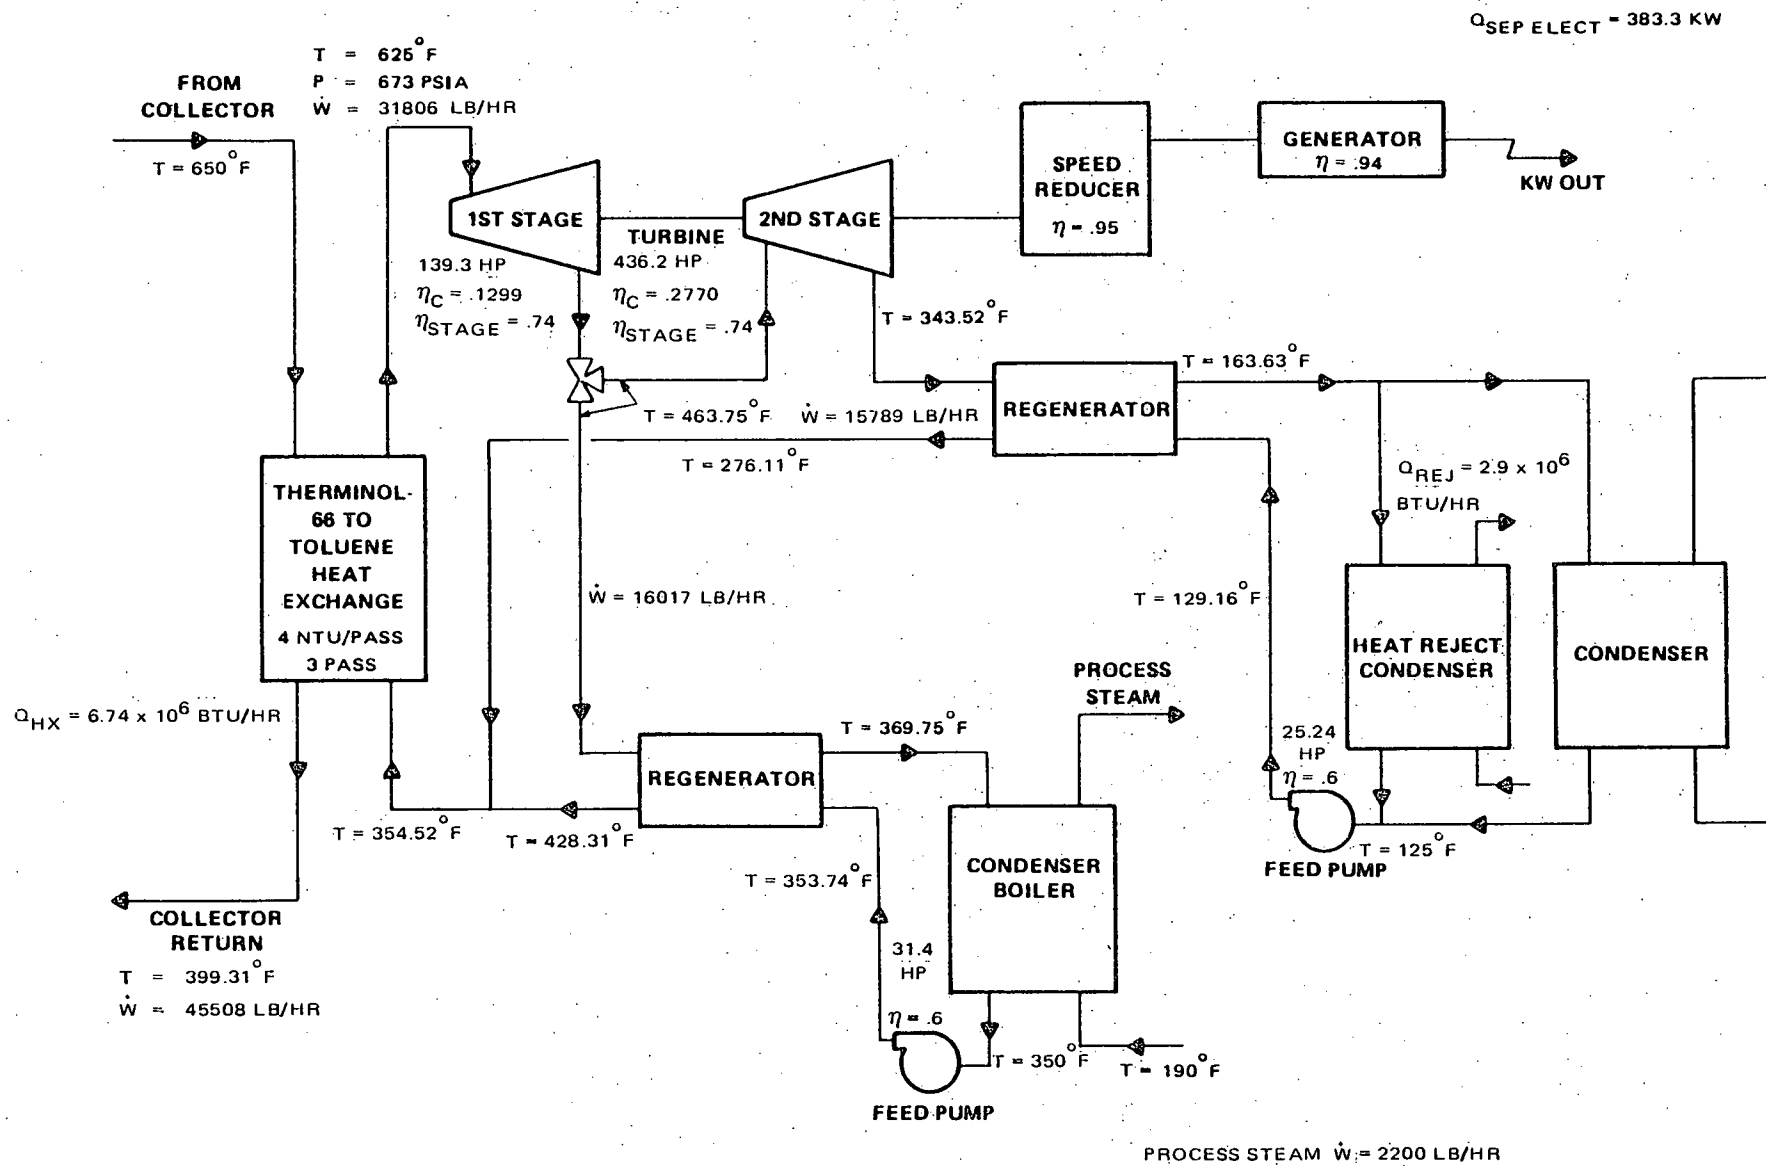 Q SEP ELECT = 383.3 KW
T = 625°F
P = 673 PSIA
Ẇ = 31806 LB/HR
FROM
COLLECTOR
T = 650°F
1ST STAGE
TURBINE
2ND STAGE
SPEED
REDUCER
η = .95
GENERATOR
η = .94
KW OUT
139.3 HP
ηC = .1299
ηSTAGE = .74
436.2 HP
ηC = .2770
ηSTAGE = .74
T = 343.52°F
T = 463.75°F
Ẇ = 15789 LB/HR
REGENERATOR
T = 163.63°F
T = 276.11°F
QREJ = 2.9 x 10⁶
BTU/HR
THERMINOL-
66 TO
TOLUENE
HEAT
EXCHANGE
4 NTU/PASS
3 PASS
Ẇ = 16017 LB/HR
T = 129.16°F
HEAT REJECT
CONDENSER
CONDENSER
PROCESS
STEAM
QHX = 6.74 x 10⁶ BTU/HR
T = 369.75°F
REGENERATOR
25.24
HP
η = .6
T = 125°F
FEED PUMP
T = 354.52°F
T = 428.31°F
T = 353.74°F
CONDENSER
BOILER
COLLECTOR
RETURN
T = 399.31°F
Ẇ = 45508 LB/HR
31.4
HP
η = .6
T = 350°F
T = 190°F
FEED PUMP
PROCESS STEAM Ẇ = 2200 LB/HR